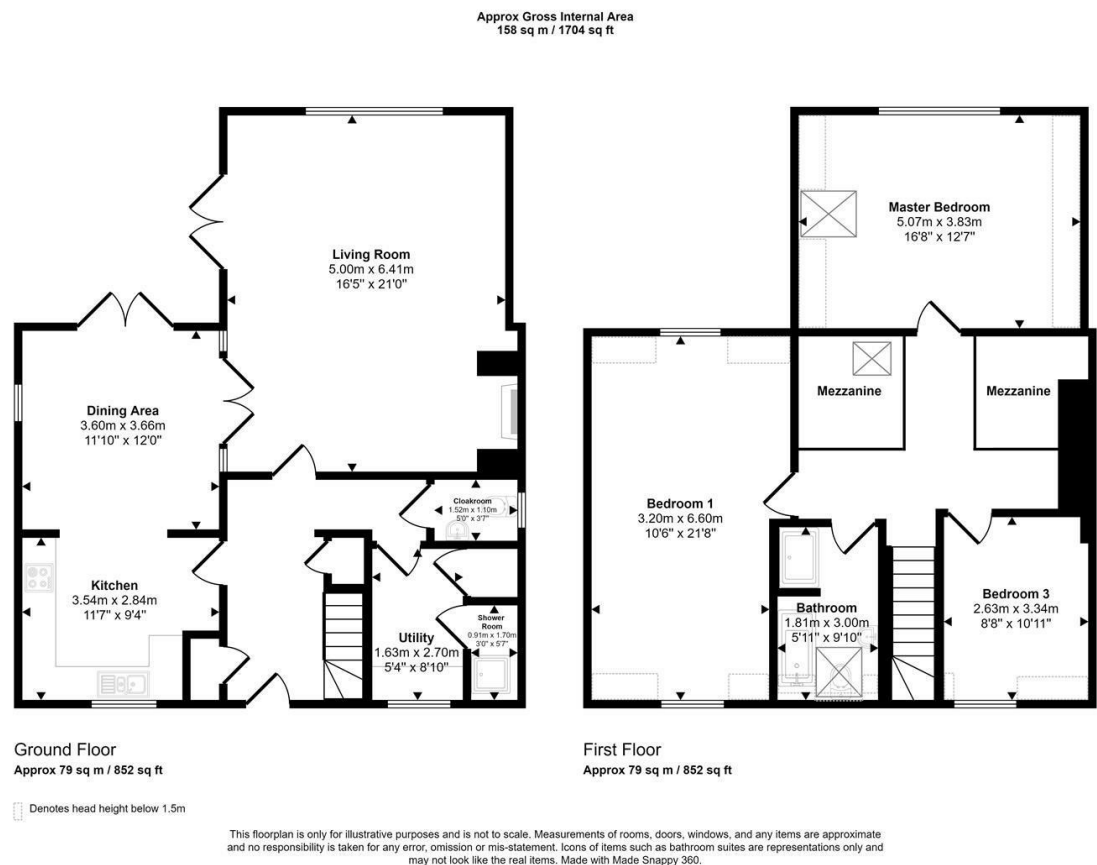 Approx Gross Internal Area
158 sq m / 1704 sq ft
Living Room
5.00m x 6.41m
16'5" x 21'0"
Dining Area
3.60m x 3.66m
11'10" x 12'0"
Cloakroom
1.52m x 1.10m
5'0" x 3'7"
Kitchen
3.54m x 2.84m
11'7" x 9'4"
Utility
1.63m x 2.70m
5'4" x 8'10"
Shower
Room
0.91m x 1.70m
3'0" x 5'7"
Master Bedroom
5.07m x 3.83m
16'8" x 12'7"
Mezzanine
Mezzanine
Bedroom 1
3.20m x 6.60m
10'6" x 21'8"
Bathroom
1.81m x 3.00m
5'11" x 9'10"
Bedroom 3
2.63m x 3.34m
8'8" x 10'11"
Ground Floor
Approx 79 sq m / 852 sq ft
First Floor
Approx 79 sq m / 852 sq ft
Denotes head height below 1.5m
This floorplan is only for illustrative purposes and is not to scale. Measurements of rooms, doors, windows, and any items are approximate
and no responsibility is taken for any error, omission or mis-statement. Icons of items such as bathroom suites are representations only and
may not look like the real items. Made with Made Snappy 360.